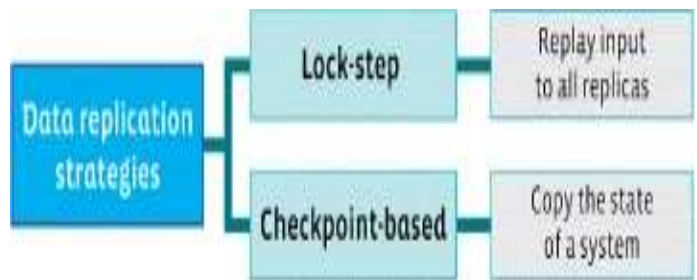 Data replication
strategies
Lock-step
Replay input
to all replicas
Checkpoint-based
Copy the state
of a system